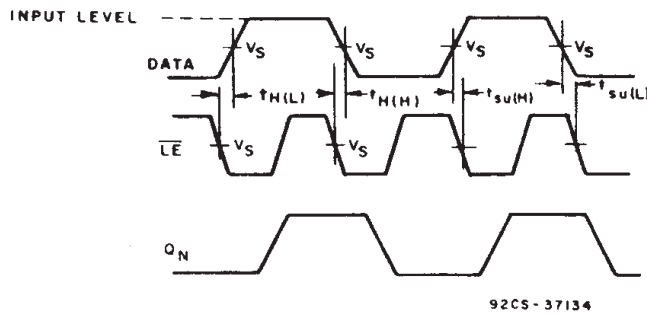 INPUT LEVEL
VS VS VS VS
DATA
tH(L) tH(H) tsu(H) tsu(L)
LE VS VS
QN
92CS-37134